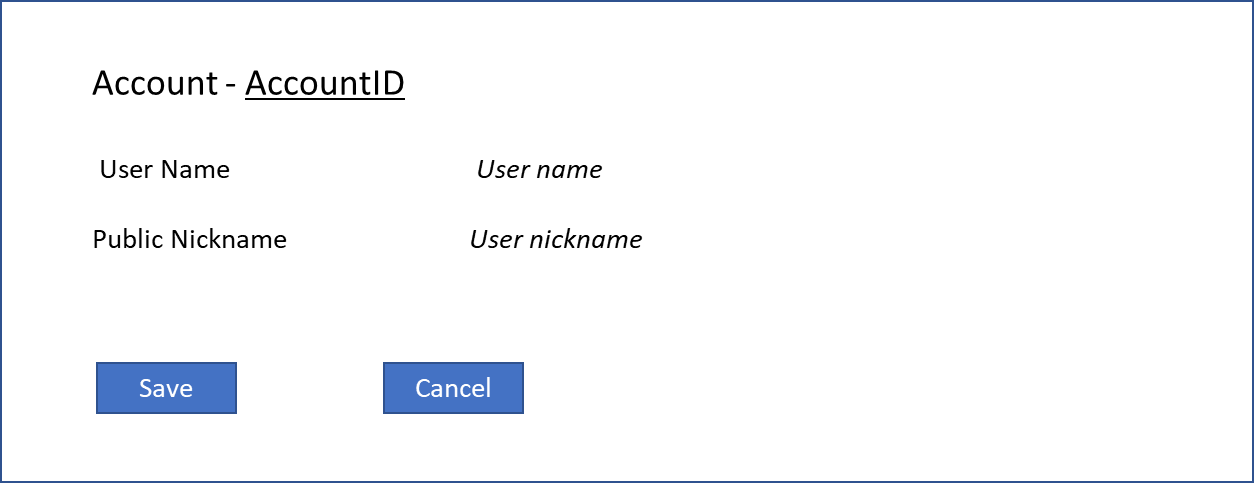 Account - AccountID
User Name User name
Public Nickname User nickname
Save Cancel